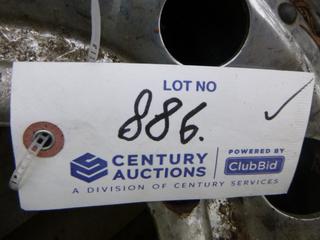 LOT NO
886.
CENTURY AUCTIONS
POWERED BY
ClubBid
A DIVISION OF CENTURY SERVICES